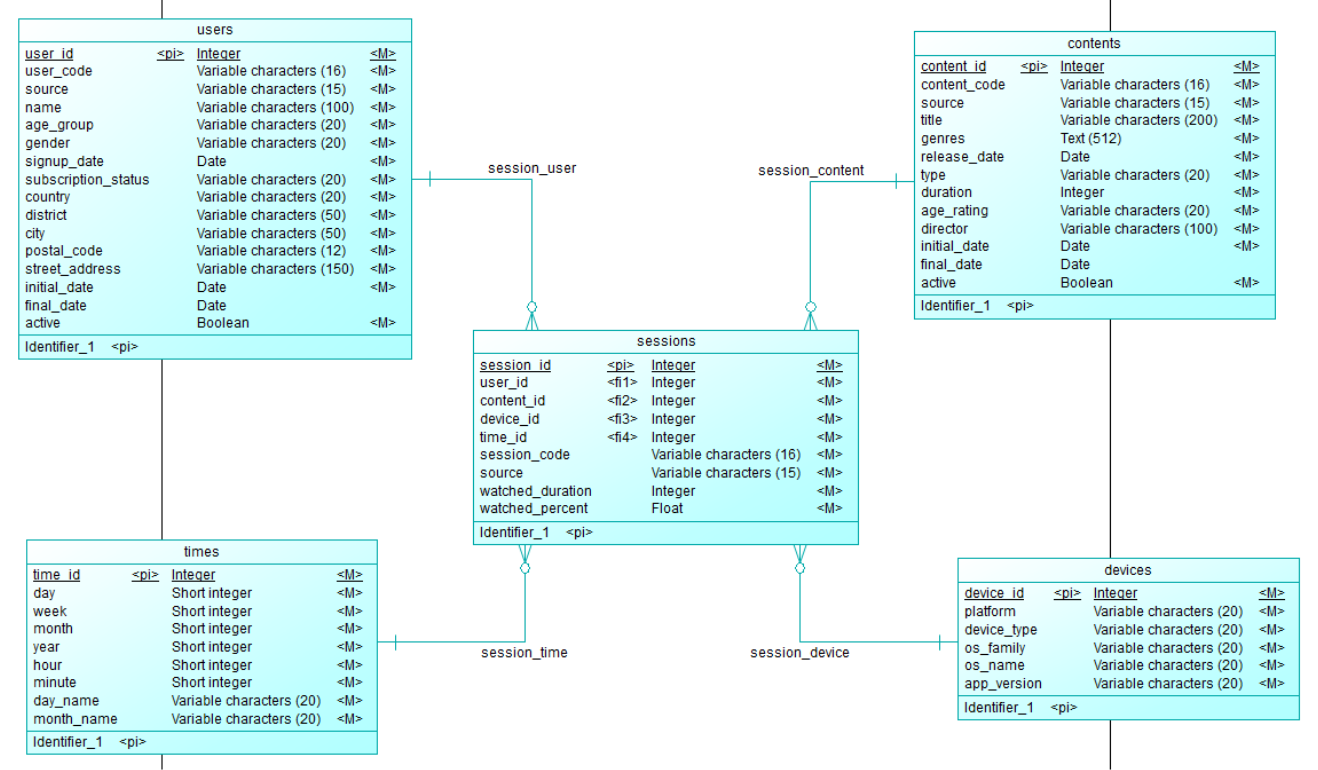 users
user_id <pi> Integer <M>
user_code Variable characters (16) <M>
source Variable characters (15) <M>
name Variable characters (100) <M>
age_group Variable characters (20) <M>
gender Variable characters (20) <M>
signup_date Date <M>
subscription_status Variable characters (20) <M>
country Variable characters (20) <M>
district Variable characters (50) <M>
city Variable characters (50) <M>
postal_code Variable characters (12) <M>
street_address Variable characters (150) <M>
initial_date Date <M>
final_date Date
active Boolean <M>
Identifier_1 <pi>
session_user
session_content
contents
content_id <pi> Integer <M>
content_code Variable characters (16) <M>
source Variable characters (15) <M>
title Variable characters (200) <M>
genres Text (512) <M>
release_date Date <M>
type Variable characters (20) <M>
duration Integer <M>
age_rating Variable characters (20) <M>
director Variable characters (100) <M>
initial_date Date <M>
final_date Date
active Boolean <M>
Identifier_1 <pi>
sessions
session_id <pi> Integer <M>
user_id <fi1> Integer <M>
content_id <fi2> Integer <M>
device_id <fi3> Integer <M>
time_id <fi4> Integer <M>
session_code Variable characters (16) <M>
source Variable characters (15) <M>
watched_duration Integer <M>
watched_percent Float <M>
Identifier_1 <pi>
times
time_id <pi> Integer <M>
day Short integer <M>
week Short integer <M>
month Short integer <M>
year Short integer <M>
hour Short integer <M>
minute Short integer <M>
day_name Variable characters (20) <M>
month_name Variable characters (20) <M>
Identifier_1 <pi>
session_time
session_device
devices
device_id <pi> Integer <M>
platform Variable characters (20) <M>
device_type Variable characters (20) <M>
os_family Variable characters (20) <M>
os_name Variable characters (20) <M>
app_version Variable characters (20) <M>
Identifier_1 <pi>